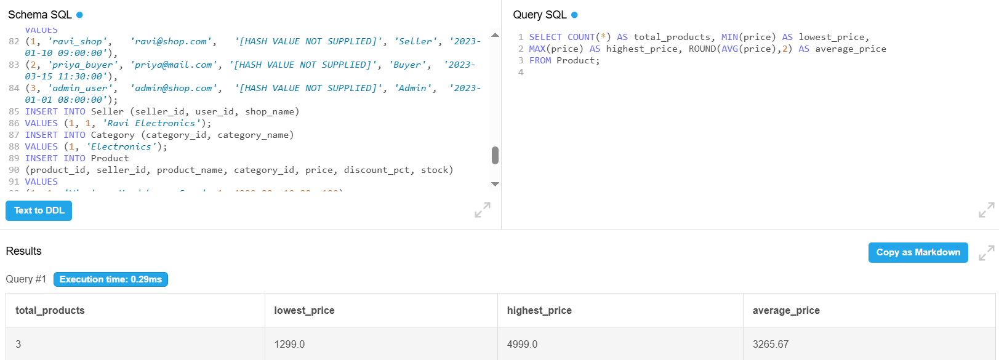 Schema SQL
VALUES
82 (1, 'ravi_shop', 'ravi@shop.com', '[HASH VALUE NOT SUPPLIED]', 'Seller', '2023-
01-10 09:00:00'),
83 (2, 'priya_buyer', 'priya@mail.com', '[HASH VALUE NOT SUPPLIED]', 'Buyer', '2023-
03-15 11:30:00'),
84 (3, 'admin_user', 'admin@shop.com', '[HASH VALUE NOT SUPPLIED]', 'Admin', '2023-
01-01 08:00:00');
85 INSERT INTO Seller (seller_id, user_id, shop_name)
86 VALUES (1, 1, 'Ravi Electronics');
87 INSERT INTO Category (category_id, category_name)
88 VALUES (1, 'Electronics');
89 INSERT INTO Product
90 (product_id, seller_id, product_name, category_id, price, discount_pct, stock)
91 VALUES
Text to DDL
Query SQL
1 SELECT COUNT(*) AS total_products, MIN(price) AS lowest_price,
2 MAX(price) AS highest_price, ROUND(AVG(price),2) AS average_price
3 FROM Product;
4
Results
Copy as Markdown
Query #1 Execution time: 0.29ms
total_products lowest_price highest_price average_price
3 1299.0 4999.0 3265.67